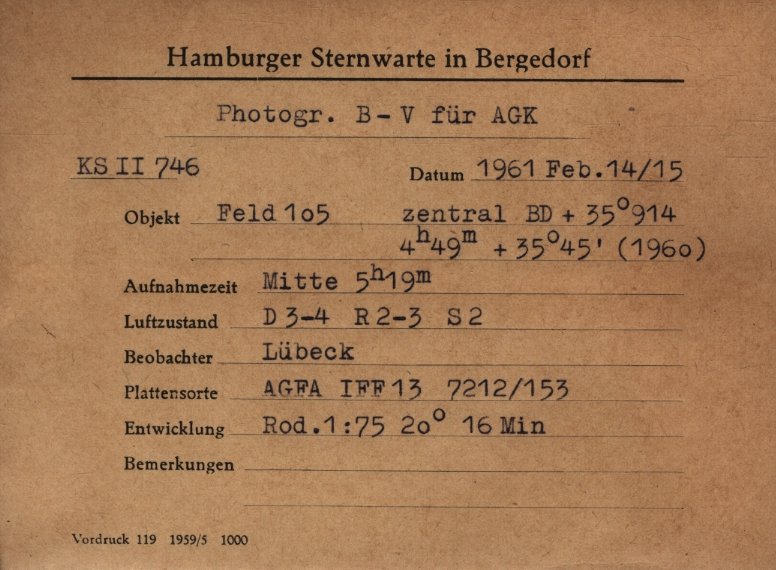 Hamburger Sternwarte in Bergedorf
Photogr. B-V für AGK
KS II 746 Datum 1961 Feb.14/15
Objekt Feld 1o5 zentral BD + 35°914
4ʰ49ᵐ +35°45' (196o)
Aufnahmezeit Mitte 5ʰ19ᵐ
Luftzustand D 3-4 R 2-3 S 2
Beobachter Lübeck
Plattensorte AGFA IFF 13 7212/153
Entwicklung Rod.1:75 2o° 16 Min
Bemerkungen
Vordruck 119 1959/5 1000